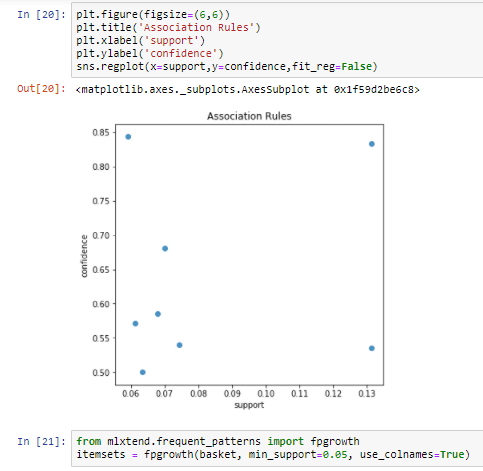 In [20]: plt.figure(figsize=(6,6))
plt.title('Association Rules')
plt.xlabel('support')
plt.ylabel('confidence')
sns.regplot(x=support,y=confidence,fit_reg=False)
Out[20]: <matplotlib.axes._subplots.AxesSubplot at 0x1f59d2be6c8>
Association Rules
0.85
0.80
0.75
0.70
0.65
0.60
0.55
0.50
confidence
0.06 0.07 0.08 0.09 0.10 0.11 0.12 0.13
support
In [21]: from mlxtend.frequent_patterns import fpgrowth
itemsets = fpgrowth(basket, min_support=0.05, use_colnames=True)